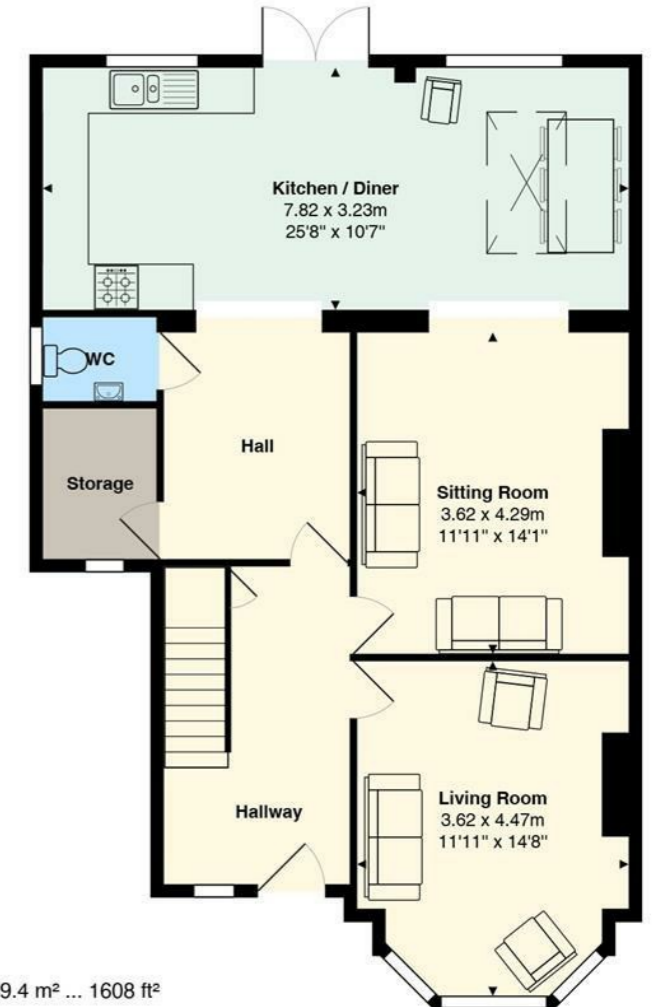 Kitchen / Diner
7.82 x 3.23m
25'8" x 10'7"
WC
Hall
Storage
Sitting Room
3.62 x 4.29m
11'11" x 14'1"
Living Room
3.62 x 4.47m
11'11" x 14'8"
Hallway
9.4 m² ... 1608 ft²